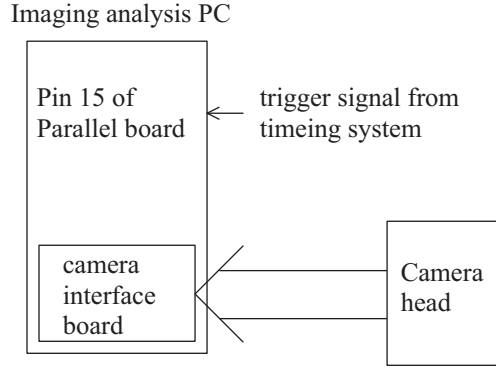 Imaging analysis PC
Pin 15 of
Parallel board
trigger signal from
timeing system
camera
interface
board
Camera
head